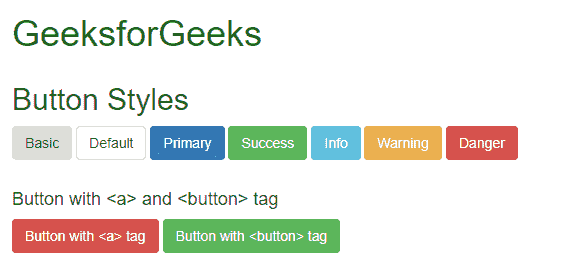 GeeksforGeeks
Button Styles
Basic Default Primary Success Info Warning Danger
Button with <a> and <button> tag
Button with <a> tag Button with <button> tag